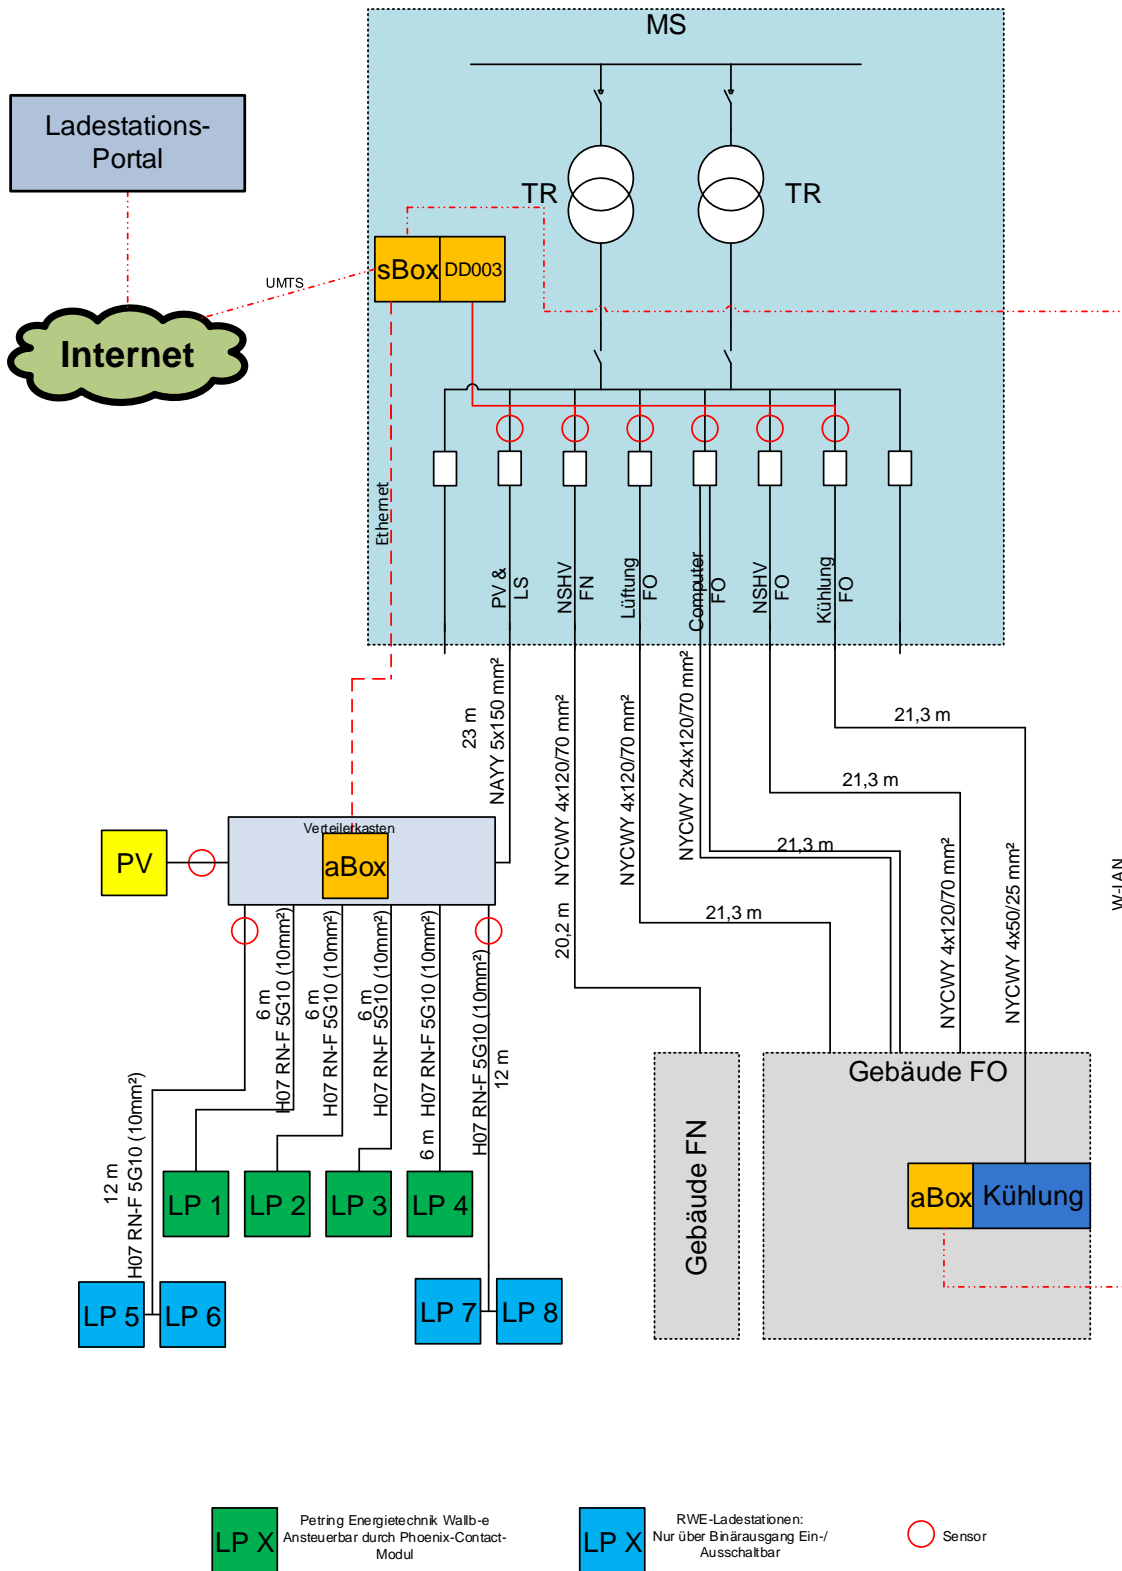 MS
Ladestations-
Portal
TR
TR
sBox
DD003
UMTS
Internet
Ethernet
PV &
LS
NSHV
FN
Lüftung
FO
Computer
FO
NSHV
FO
Kühlung
FO
23 m
NAYY 5x150 mm²
20,2 m NYCWY 4x120/70 mm²
NYCWY 4x120/70 mm²
NYCWY 2x4x120/70 mm²
21,3 m
21,3 m
21,3 m
21,3 m
NYCWY 4x120/70 mm²
NYCWY 4x50/25 mm²
W-LAN
Verteilerkasten
PV
aBox
6 m
H07 RN-F 5G10 (10mm²)
6 m
H07 RN-F 5G10 (10mm²)
6 m
H07 RN-F 5G10 (10mm²)
6 m H07 RN-F 5G10 (10mm²)
H07 RN-F 5G10 (10mm²)
12 m
12 m
H07 RN-F 5G10 (10mm²)
LP 1
LP 2
LP 3
LP 4
LP 5
LP 6
LP 7
LP 8
Gebäude FN
Gebäude FO
aBox
Kühlung
LP X
Petring Energietechnik Wallb-e
Ansteuerbar durch Phoenix-Contact-
Modul
LP X
RWE-Ladestationen:
Nur über Binärausgang Ein-/
Ausschaltbar
Sensor